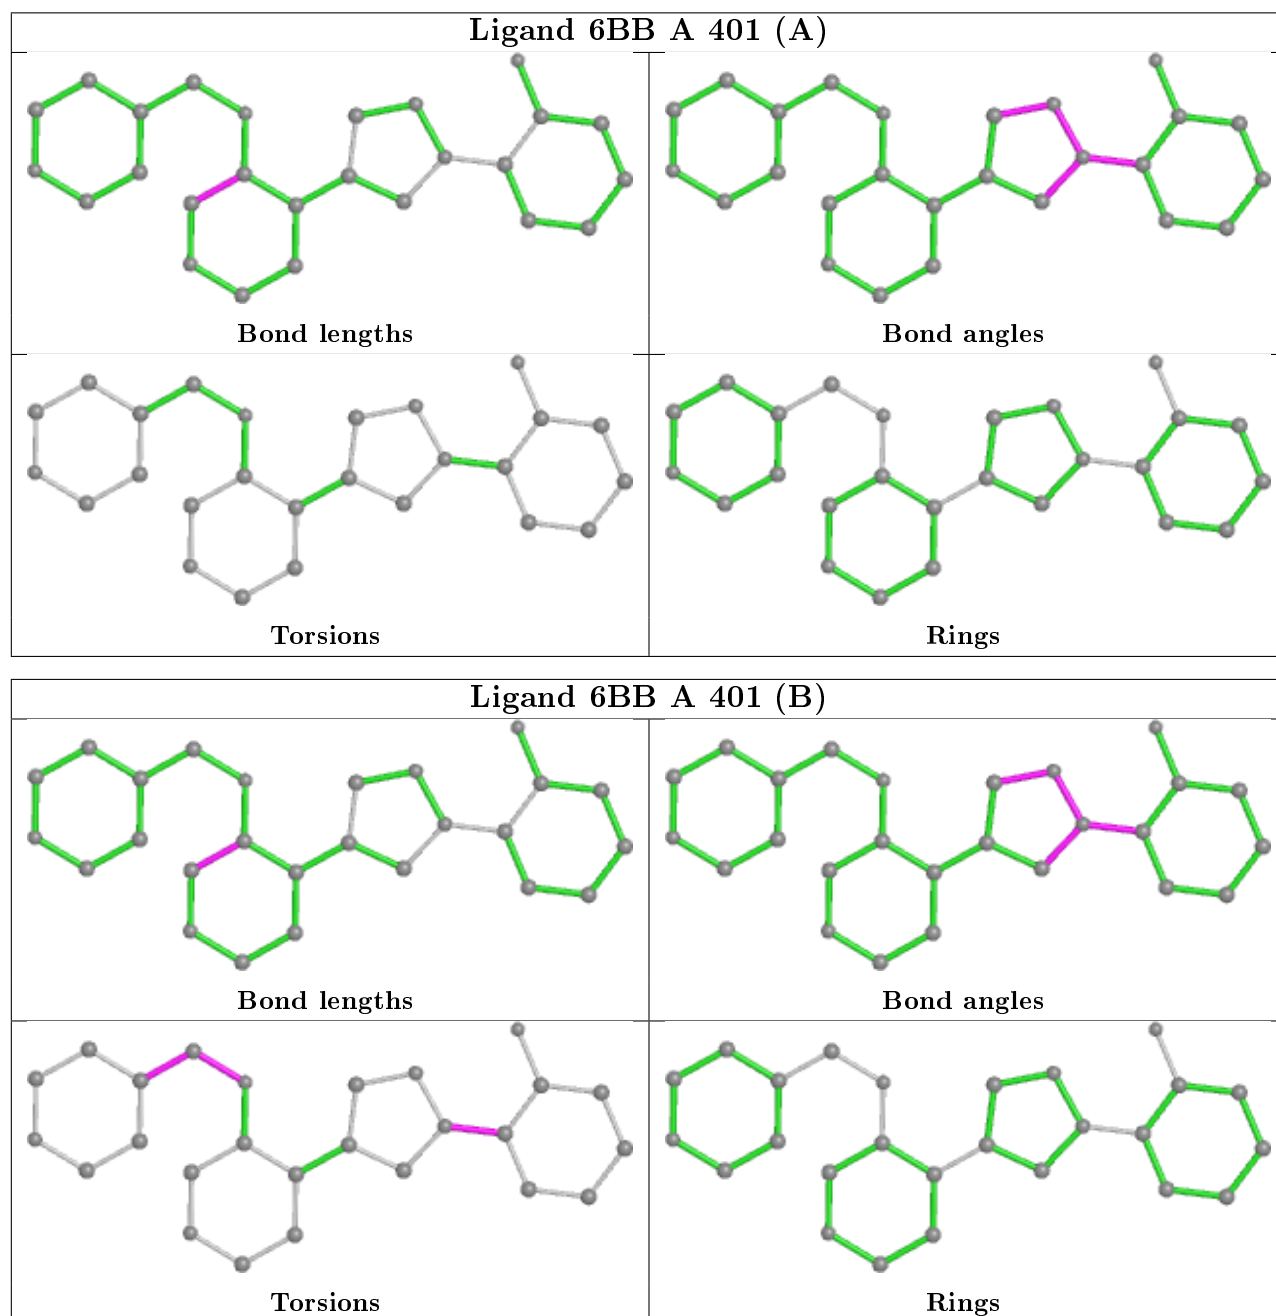 Ligand 6BB A 401 (A)
Bond lengths
Bond angles
Torsions
Rings
Ligand 6BB A 401 (B)
Bond lengths
Bond angles
Torsions
Rings